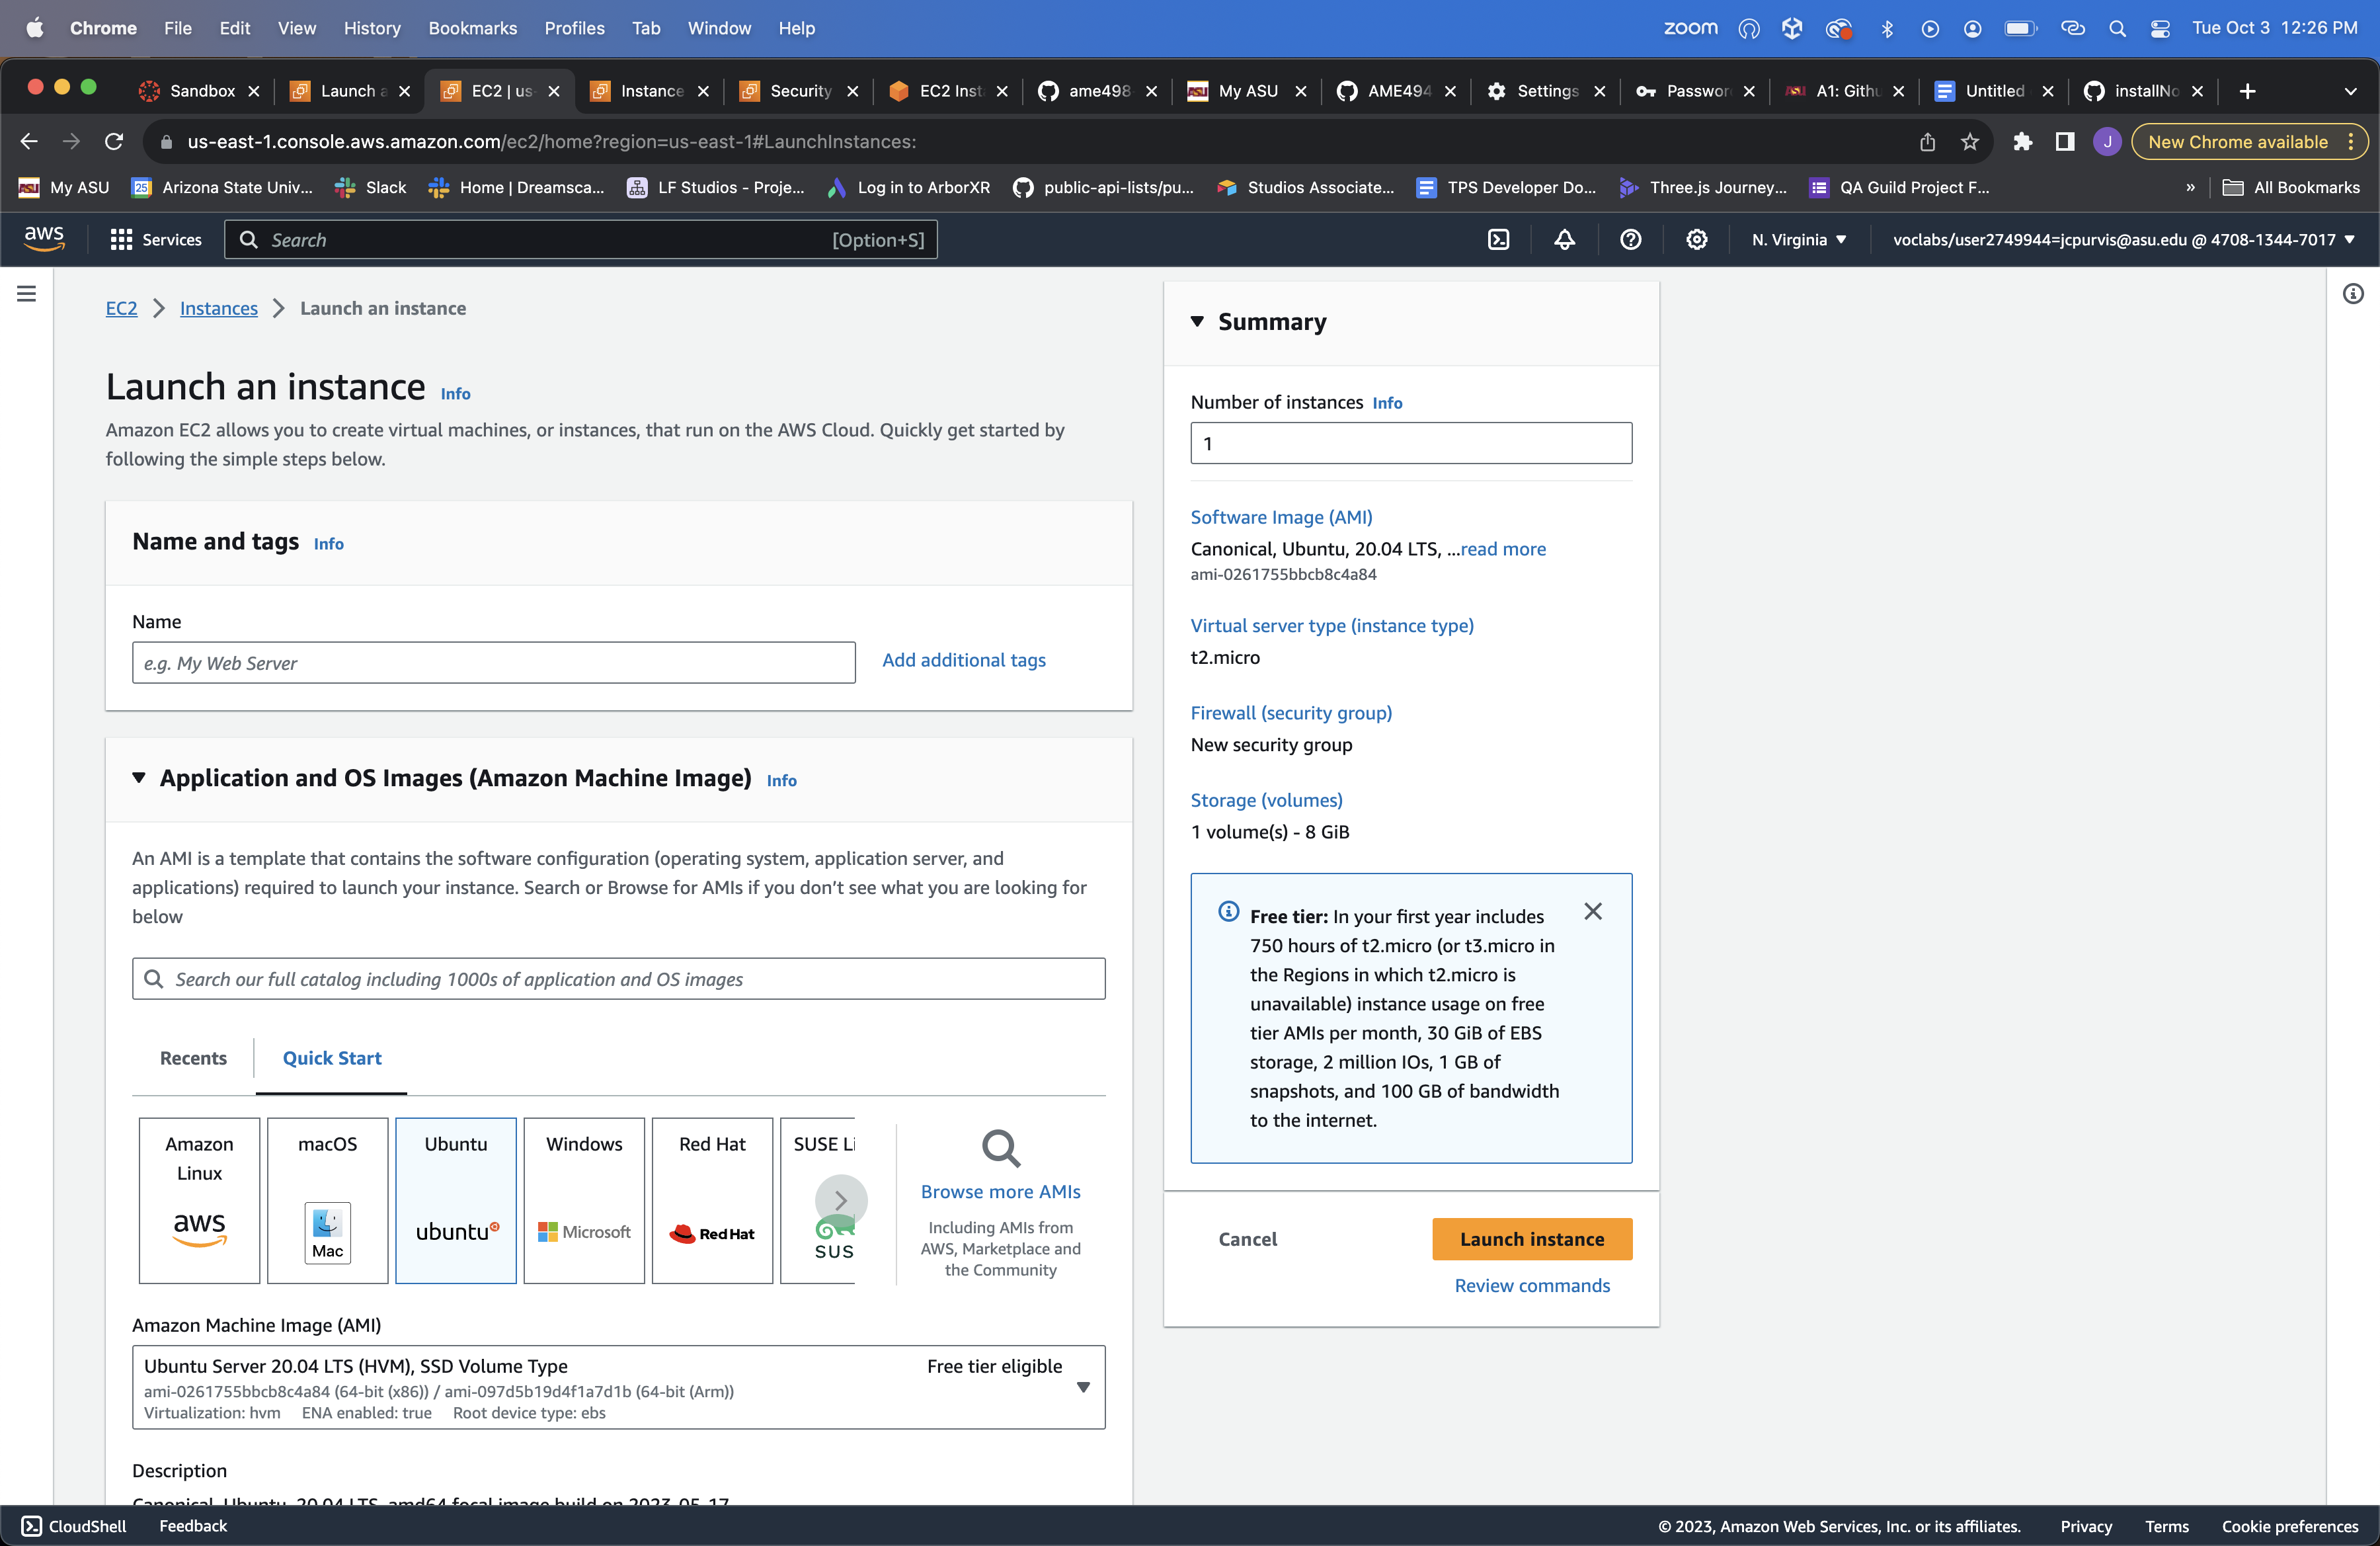 Chrome File Edit View History Bookmarks Profiles Tab Window Help zoom Tue Oct 3 12:26 PM
Sandbox Launch a EC2 | us- Instance Security EC2 Inst ame498- My ASU AME494 Settings Passwor A1: Githu Untitled installNo
us-east-1.console.aws.amazon.com/ec2/home?region=us-east-1#LaunchInstances: J New Chrome available
ASU My ASU 25 Arizona State Univ... Slack Home | Dreamsca... LF Studios - Proje... Log in to ArborXR public-api-lists/pu... Studios Associate... TPS Developer Do... Three.js Journey... QA Guild Project F... » All Bookmarks
aws Services Search [Option+S] N. Virginia voclabs/user2749944=jcpurvis@asu.edu @ 4708-1344-7017
EC2 Instances Launch an instance
Launch an instance Info
Amazon EC2 allows you to create virtual machines, or instances, that run on the AWS Cloud. Quickly get started by
following the simple steps below.
Name and tags Info
Name
e.g. My Web Server Add additional tags
Application and OS Images (Amazon Machine Image) Info
An AMI is a template that contains the software configuration (operating system, application server, and
applications) required to launch your instance. Search or Browse for AMIs if you don't see what you are looking for
below
Search our full catalog including 1000s of application and OS images
Recents Quick Start
Amazon
Linux
aws
macOS
Mac
Ubuntu
ubuntu
Windows
Microsoft
Red Hat
Red Hat
SUSE Li
SUS
Browse more AMIs
Including AMIs from
AWS, Marketplace and
the Community
Amazon Machine Image (AMI)
Ubuntu Server 20.04 LTS (HVM), SSD Volume Type Free tier eligible
ami-0261755bbcb8c4a84 (64-bit (x86)) / ami-097d5b19d4f1a7d1b (64-bit (Arm))
Virtualization: hvm ENA enabled: true Root device type: ebs
Description
Canonical, Ubuntu, 20.04 LTS, amd64 focal image build on 2023-05-17
Summary
Number of instances Info
1
Software Image (AMI)
Canonical, Ubuntu, 20.04 LTS, ...read more
ami-0261755bbcb8c4a84
Virtual server type (instance type)
t2.micro
Firewall (security group)
New security group
Storage (volumes)
1 volume(s) - 8 GiB
Free tier: In your first year includes
750 hours of t2.micro (or t3.micro in
the Regions in which t2.micro is
unavailable) instance usage on free
tier AMIs per month, 30 GiB of EBS
storage, 2 million IOs, 1 GB of
snapshots, and 100 GB of bandwidth
to the internet.
Cancel Launch instance
Review commands
CloudShell Feedback © 2023, Amazon Web Services, Inc. or its affiliates. Privacy Terms Cookie preferences